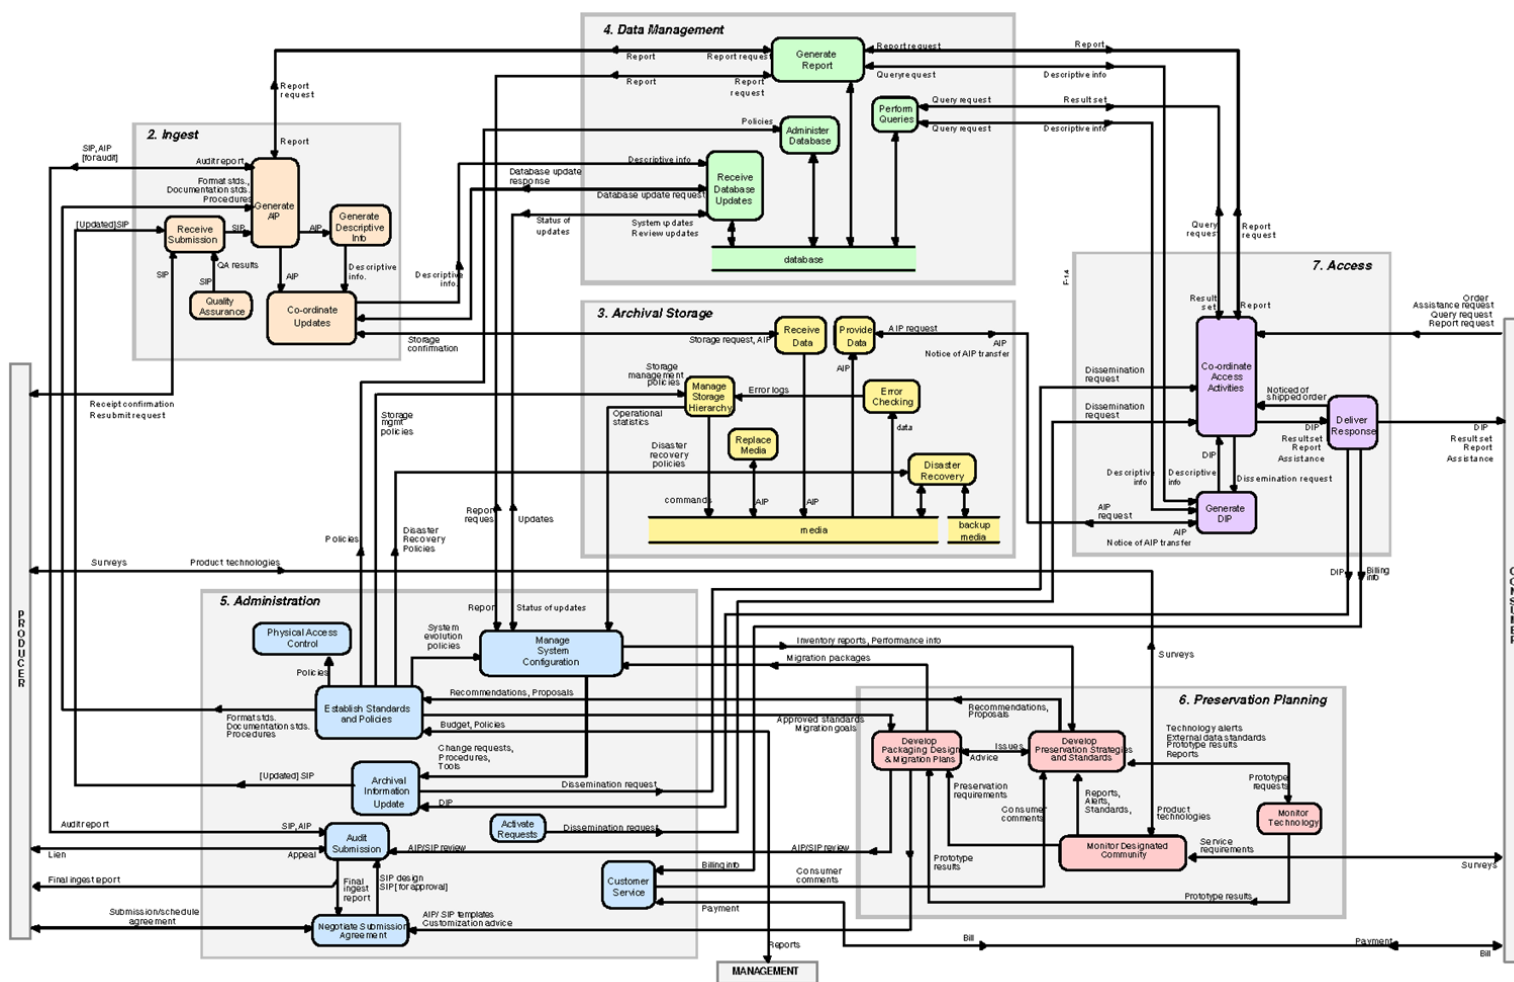 4. Data Management
Generate
Report
Report request
Report
Report
Report request
Query request
Descriptive info
Report
Report
request
Report
request
Perform
Queries
Query request
Result set
Query request
Descriptive info
Policies
Administer
Database
Descriptive info
Receive
Database
Updates
Database update
response
Database update request
Status of
updates
System updates
Review updates
database
2. Ingest
SIP, AIP
[for audit]
Audit report
Report
Format stds.,
Documentation stds.
Procedures
Generate
AIP
Generate
Descriptive
Info
[Updated] SIP
Receive
Submission
SIP
AIP
SIP
QA results
SIP
AIP
Descriptive
info.
Descriptive
info.
Quality
Assurance
Co-ordinate
Updates
Storage
confirmation
3. Archival Storage
Receive
Data
Provide
Data
Storage request, AIP
AIP request
AIP
Notice of AIP transfer
AIP
Storage
management
policies
Manage
Storage
Hierarchy
Error logs
Error
Checking
Operational
statistics
data
Replace
Media
Disaster
recovery
policies
Disaster
Recovery
commands
AIP
AIP
media
backup
media
7. Access
F-14
Query
request
Report
request
Result
set
Report
Order
Assistance request
Query request
Report request
Co-ordinate
Access
Activities
Dissemination
request
Dissemination
request
Noticed of
shipped order
Deliver
Response
DIP
Result set
Report
Assistance
DIP
Result set
Report
Assistance
DIP
Descriptive
info
Descriptive
info
Dissemination request
Generate
DIP
AIP
request
AIP
Notice of AIP transfer
DIP
Billing
info
Receipt confirmation
Resubmit request
Storage
mgmt
policies
Policies
Disaster
Recovery
Policies
Report
request
Updates
Surveys
Product technologies
PRODUCER
CONSUMER
5. Administration
Report
Status of updates
Physical Access
Control
System
evolution
policies
Manage
System
Configuration
Inventory reports, Performance info
Migration packages
Surveys
Policies
Establish Standards
and Policies
Recommendations, Proposals
Budget, Policies
Format stds.
Documentation stds.
Procedures
Change requests,
Procedures,
Tools
[Updated] SIP
Archival
Information
Update
Dissemination request
DIP
Activate
Requests
Dissemination request
Audit report
SIP, AIP
Audit
Submission
Lien
Appeal
AIP/SIP review
AIP/SIP review
Final ingest report
Final
ingest
report
SIP design
SIP [for approval]
Customer
Service
Billing info
Consumer
comments
Payment
Submission/schedule
agreement
Negotiate Submission
Agreement
AIP/ SIP templates
Customization advice
Reports
MANAGEMENT
Bill
Payment
Bill
6. Preservation Planning
Recommendations,
Proposals
Approved standards
Migration goals
Develop
Packaging Design
& Migration Plans
Issues
Advice
Develop
Preservation Strategies
and Standards
Technology alerts
External data standards
Prototype results
Reports
Prototype
requests
Preservation
requirements
Consumer
comments
Reports,
Alerts,
Standards,
Product
technologies
Monitor
Technology
Monitor Designated
Community
Service
requirements
Surveys
Prototype
results
Prototype results